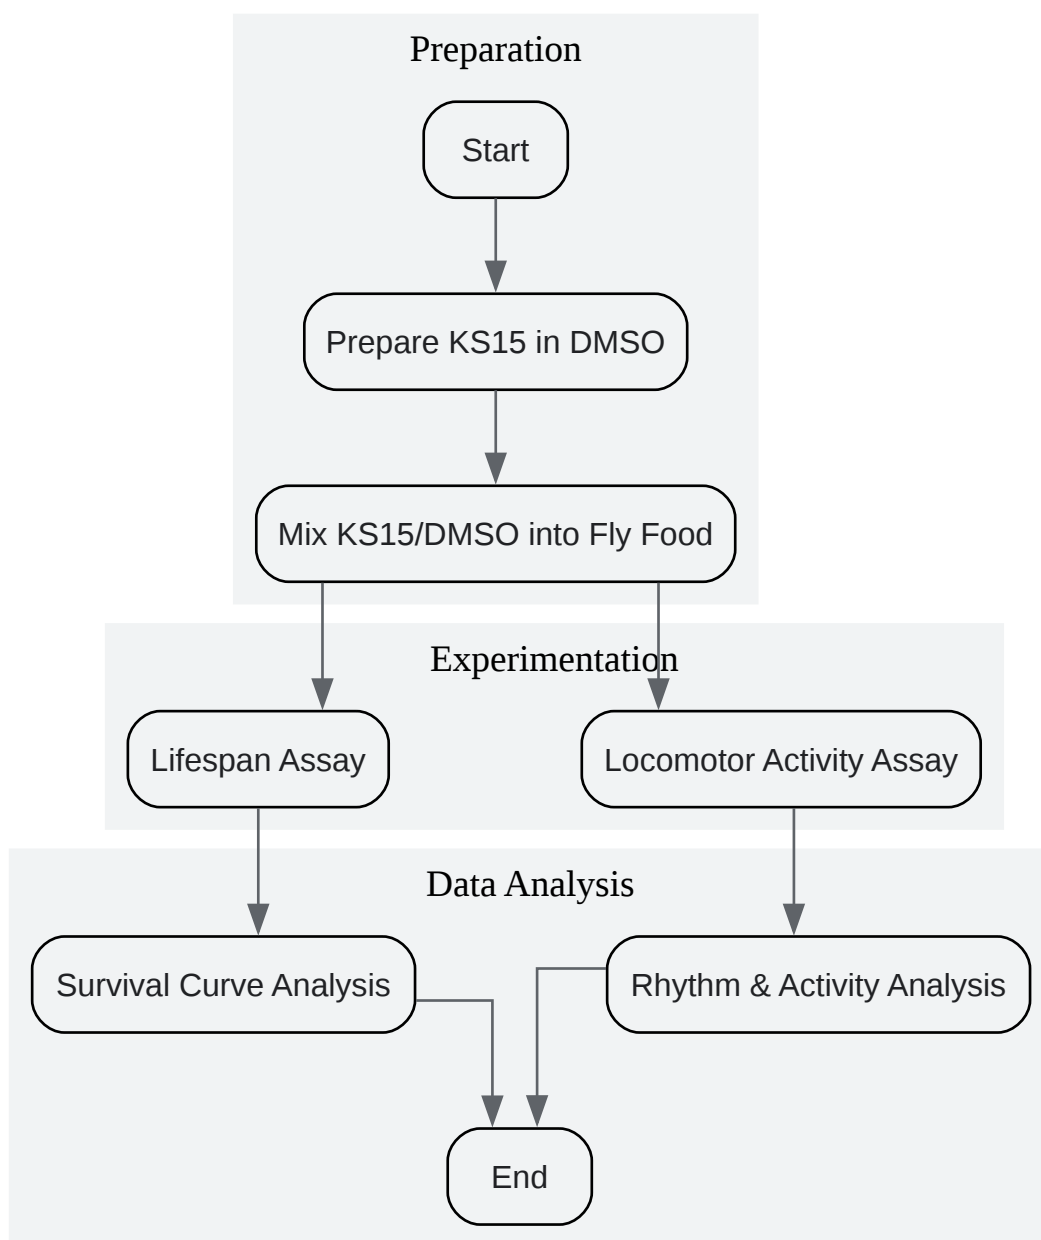 Preparation
Start
Prepare KS15 in DMSO
Mix KS15/DMSO into Fly Food
Experimentation
Lifespan Assay
Locomotor Activity Assay
Data Analysis
Survival Curve Analysis
Rhythm & Activity Analysis
End